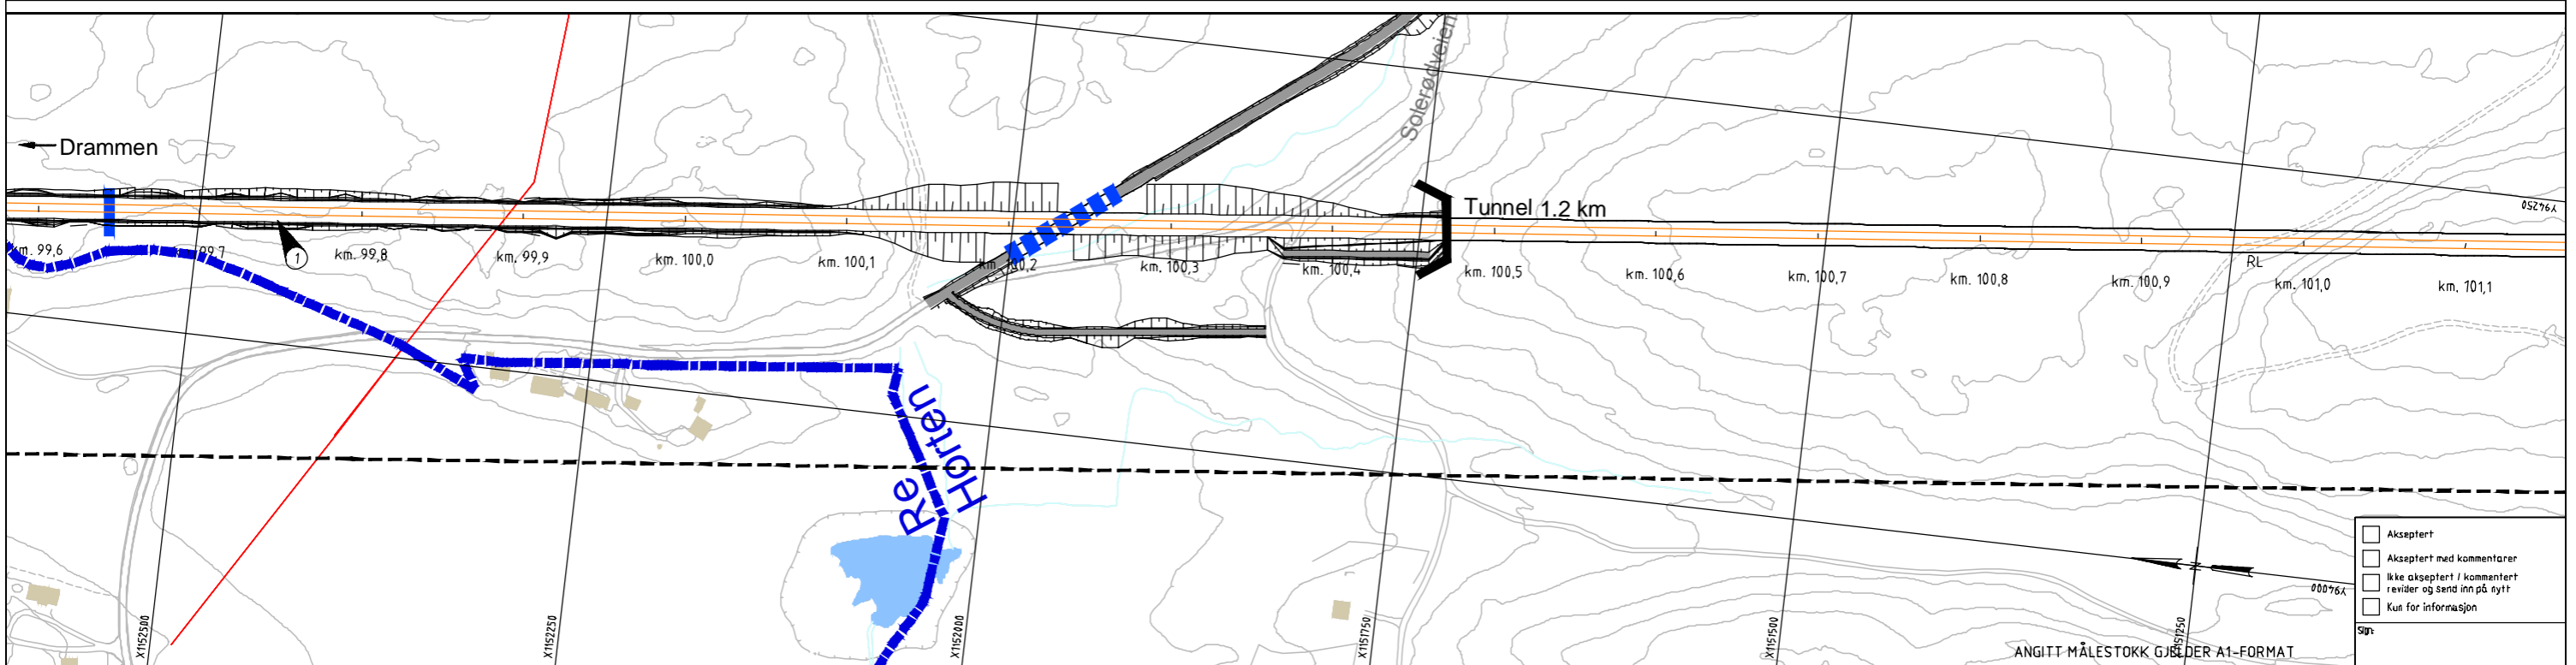 Drammen
Solerødveien
Tunnel 1.2 km
Y94250
km. 99,6
99,7
1
km. 99,8
km. 99,9
km. 100,0
km. 100,1
km. 100,2
km. 100,3
km. 100,4
km. 100,5
km. 100,6
km. 100,7
km. 100,8
km. 100,9
RL
km. 101,0
km. 101,1
Re
Horten
N
Y94000
X1152500
X1152250
X1152000
X1151750
X1151500
X1151250
Akseptert
Akseptert med kommentarer
Ikke akseptert / kommentert
revider og send inn på nytt
Kun for informasjon
Sign:
ANGITT MÅLESTOKK GJELDER A1-FORMAT